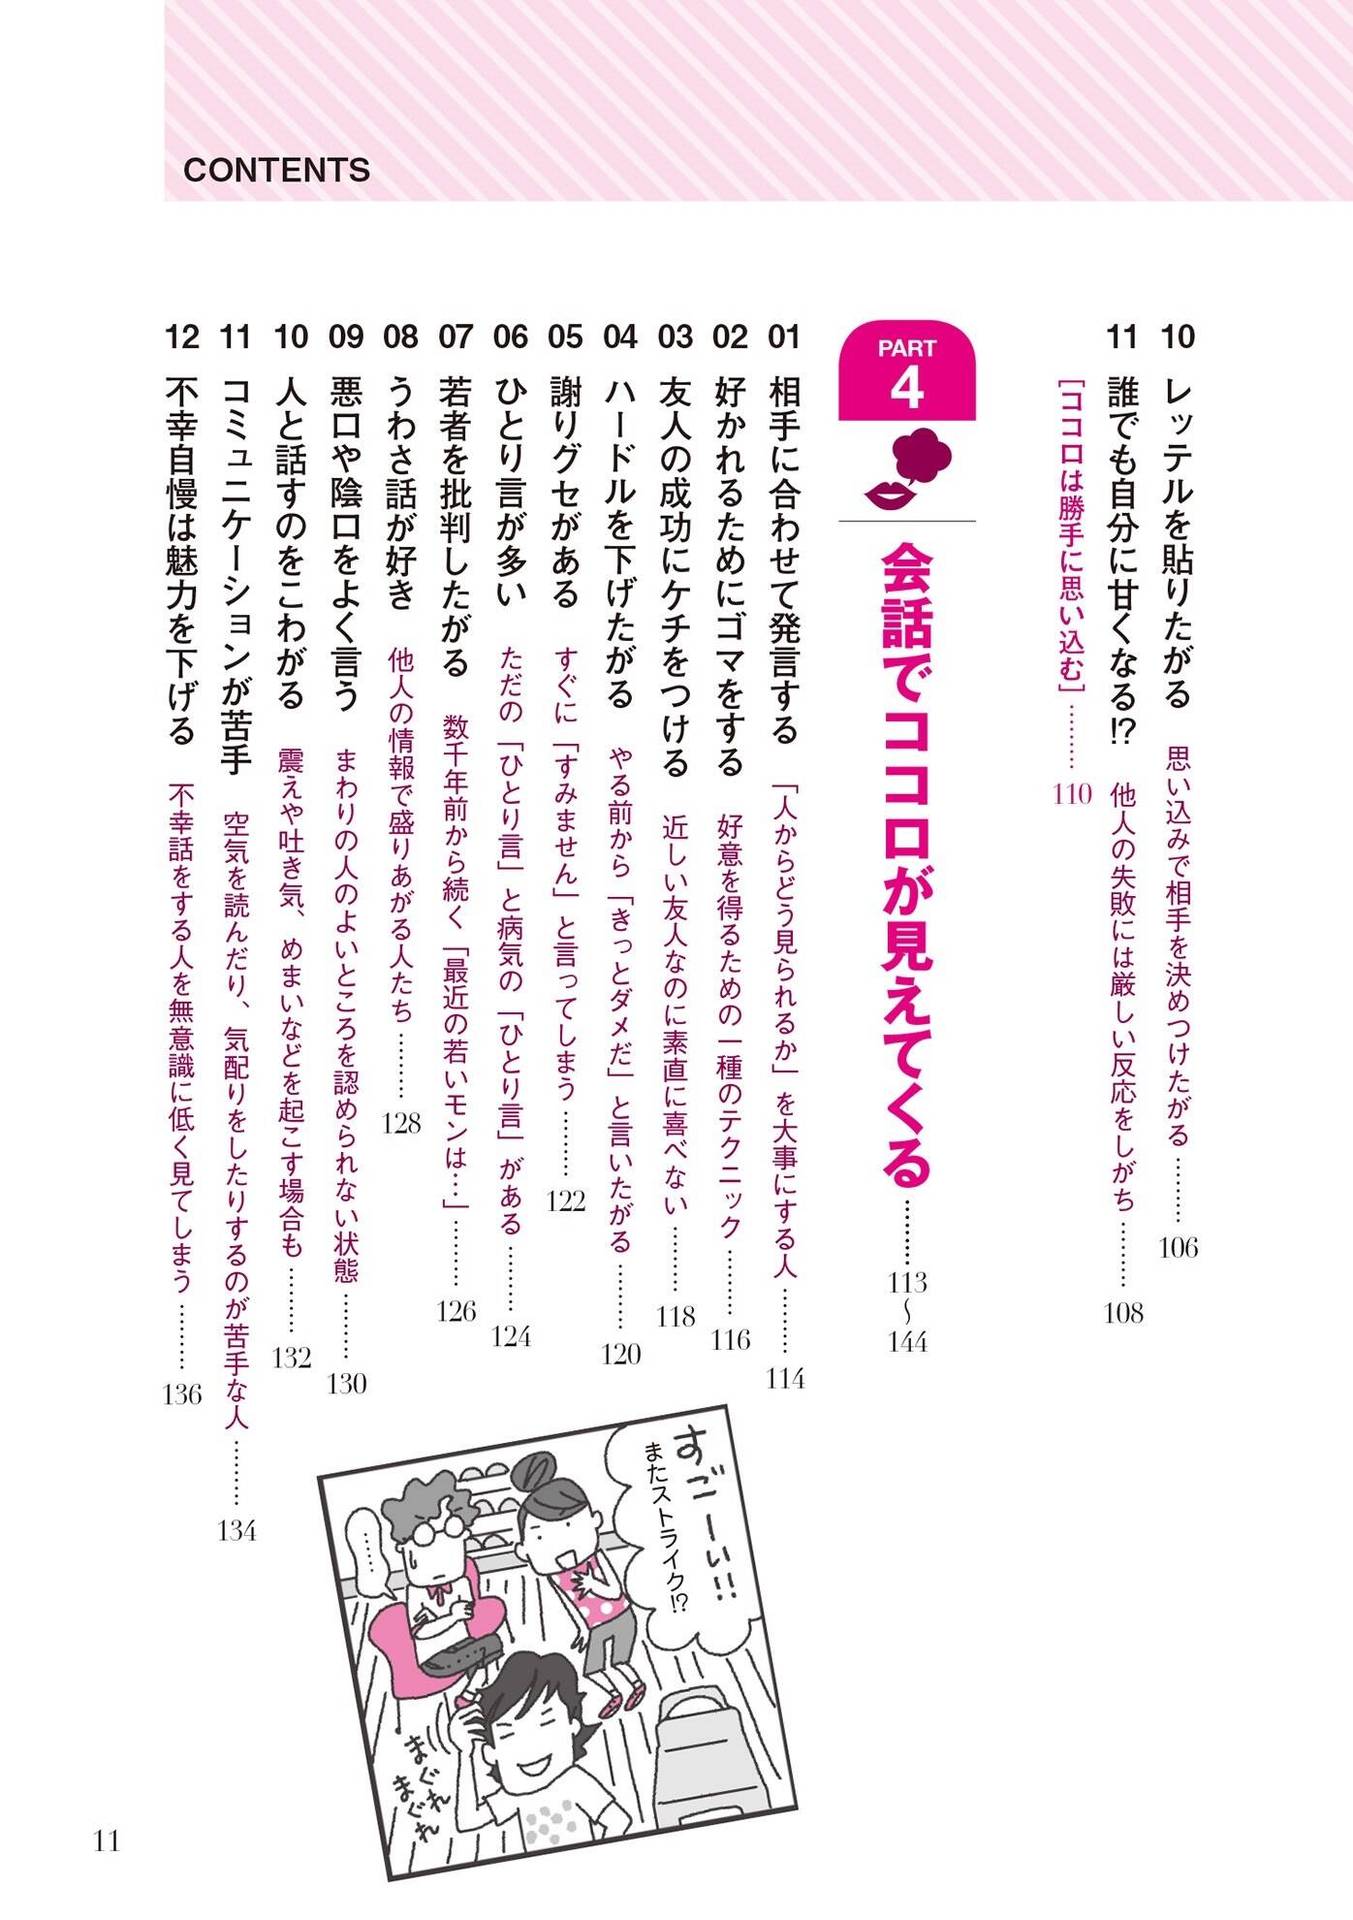 CONTENTS
10 レッテルを貼りたがる 思い込みで相手を決めつけたがる ……… 106
11 誰でも自分に甘くなる!? 他人の失敗には厳しい反応をしがち ……… 108
[ココロは勝手に思い込む] ……… 110
PART 4
会話でココロが見えてくる ……… 113〜144
01 相手に合わせて発言する 「人からどう見られるか」を大事にする人 ……… 114
02 好かれるためにゴマをする 好意を得るための一種のテクニック ……… 116
03 友人の成功にケチをつける 近しい友人なのに素直に喜べない ……… 118
04 ハードルを下げたがる やる前から「きっとダメだ」と言いたがる ……… 120
05 謝りグセがある すぐに「すみません」と言ってしまう ……… 122
06 ひとり言が多い ただの「ひとり言」と病気の「ひとり言」がある ……… 124
07 若者を批判したがる 数千年前から続く「最近の若いモンは…」 ……… 126
08 うわさ話が好き 他人の情報で盛りあがる人たち ……… 128
09 悪口や陰口をよく言う まわりの人のよいところを認められない状態 ……… 130
10 人と話すのをこわがる 震えや吐き気、めまいなどを起こす場合も ……… 132
11 コミュニケーションが苦手 空気を読んだり、気配りをしたりするのが苦手な人 ……… 134
12 不幸自慢は魅力を下げる 不幸話をする人を無意識に低く見てしまう ……… 136
すごーい!!
またストライク!?
……
まぐれ
まぐれ
11